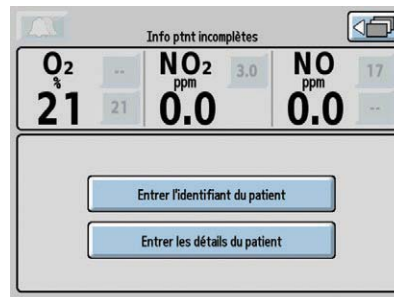 Info ptnt incomplètes
O2 -- NO2 3.0 NO 17
% ppm ppm
21 21 0.0 0.0 --
Entrer l'identifiant du patient
Entrer les détails du patient